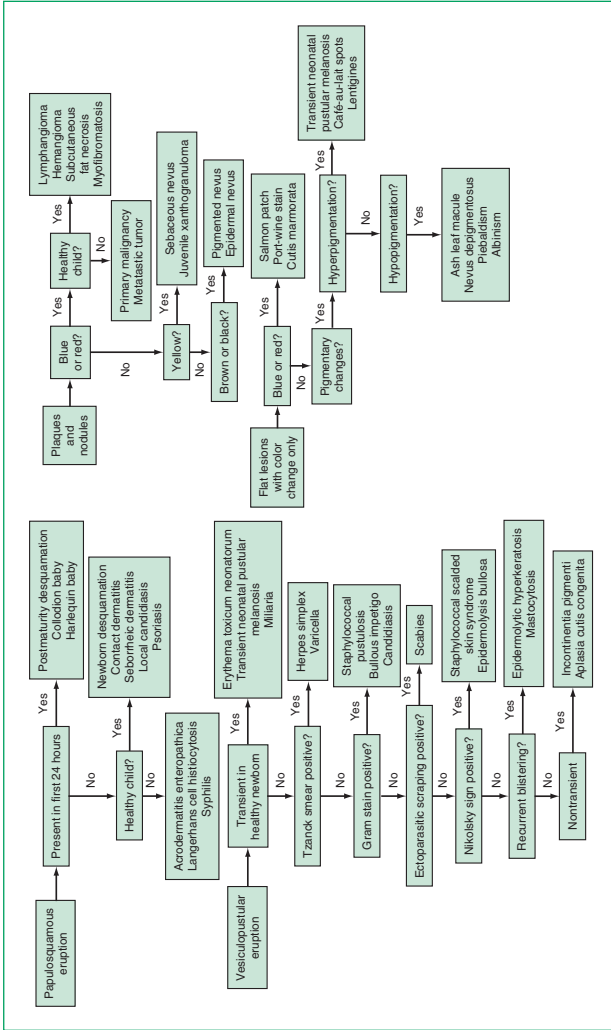 Papulosquamous
eruption
Present in first 24 hours
Yes
Postmaturity desquamation
Collodion baby
Harlequin baby
No
Healthy child?
Yes
Newborn desquamation
Contact dermatitis
Seborrheic dermatitis
Local candidiasis
Psoriasis
No
Acrodermatitis enteropathica
Langerhans cell histiocytosis
Syphilis
Vesiculopustular
eruption
Transient in
healthy newborn
Yes
Erythema toxicum neonatorum
Transient neonatal pustular
melanosis
Miliaria
No
Tzanck smear positive?
Yes
Herpes simplex
Varicella
No
Gram stain positive?
Yes
Staphylococcal
pustulosis
Bullous impetigo
Candidiasis
No
Ectoparasitic scraping positive?
Yes
Scabies
No
Nikolsky sign positive?
Yes
Staphylococcal scalded
skin syndrome
Epidermolysis bullosa
No
Recurrent blistering?
Yes
Epidermolytic hyperkeratosis
Mastocytosis
No
Nontransient
Yes
Incontinentia pigmenti
Aplasia cutis congenita
Plaques
and
nodules
Blue
or red?
Yes
Healthy
child?
Yes
Lymphangioma
Hemangioma
Subcutaneous
fat necrosis
Myofibromatosis
No
Primary malignancy
Metatastic tumor
No
Yellow?
Yes
Sebaceous nevus
Juvenile xanthogranuloma
No
Brown or black?
Yes
Pigmented nevus
Epidermal nevus
Flat lesions
with color
change only
Blue or red?
Yes
Salmon patch
Port-wine stain
Cutis marmorata
No
Pigmentary
changes?
Yes
Hyperpigmentation?
Yes
Transient neonatal
pustular melanosis
Café-au-lait spots
Lentigines
No
Hypopigmentation?
Yes
Ash leaf macule
Nevus depigmentosus
Piebaldism
Albinism